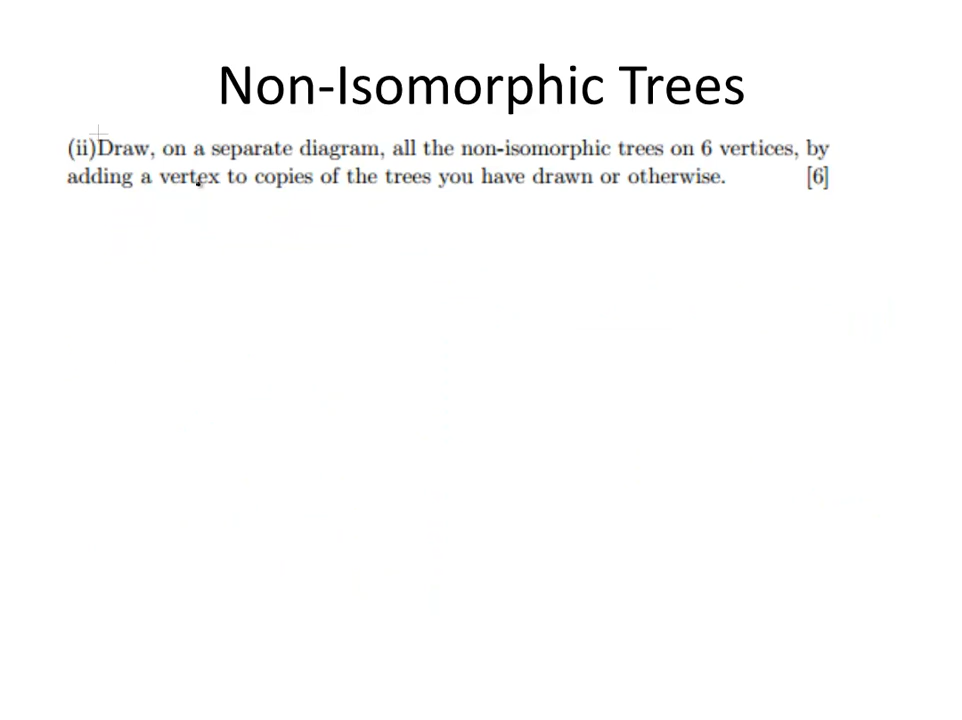 Non-Isomorphic Trees
(ii)Draw, on a separate diagram, all the non-isomorphic trees on 6 vertices, by
adding a vertex to copies of the trees you have drawn or otherwise. [6]